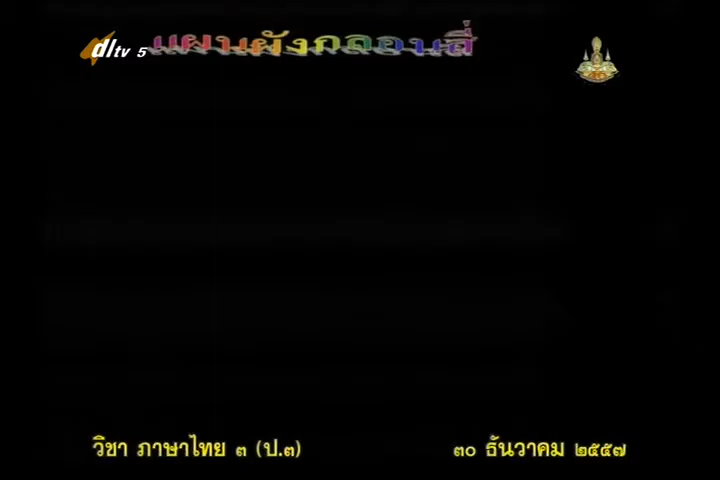 dltv 5 แผนผังกลอนสี่
วิชา ภาษาไทย ๓ (ป.๓) ๓๐ ธันวาคม ๒๕๕๗